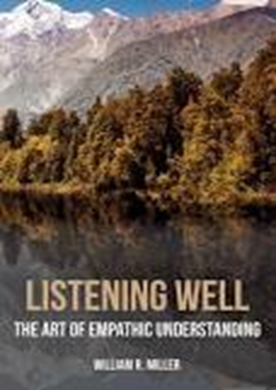 LISTENING WELL
THE ART OF EMPATHIC UNDERSTANDING
WILLIAM R. MILLER